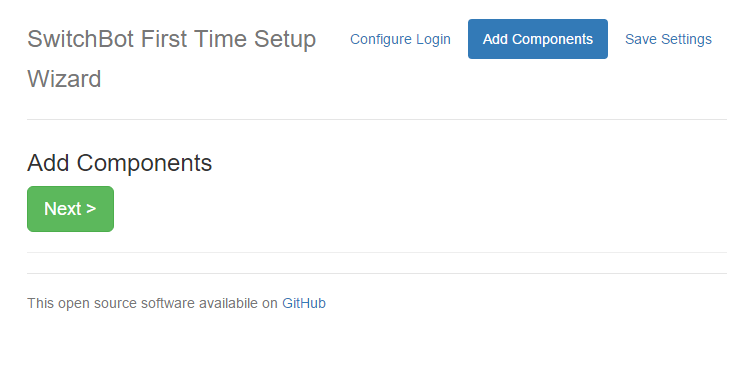 SwitchBot First Time Setup
Wizard
Configure Login
Add Components
Save Settings
Add Components
Next >
This open source software availabile on GitHub